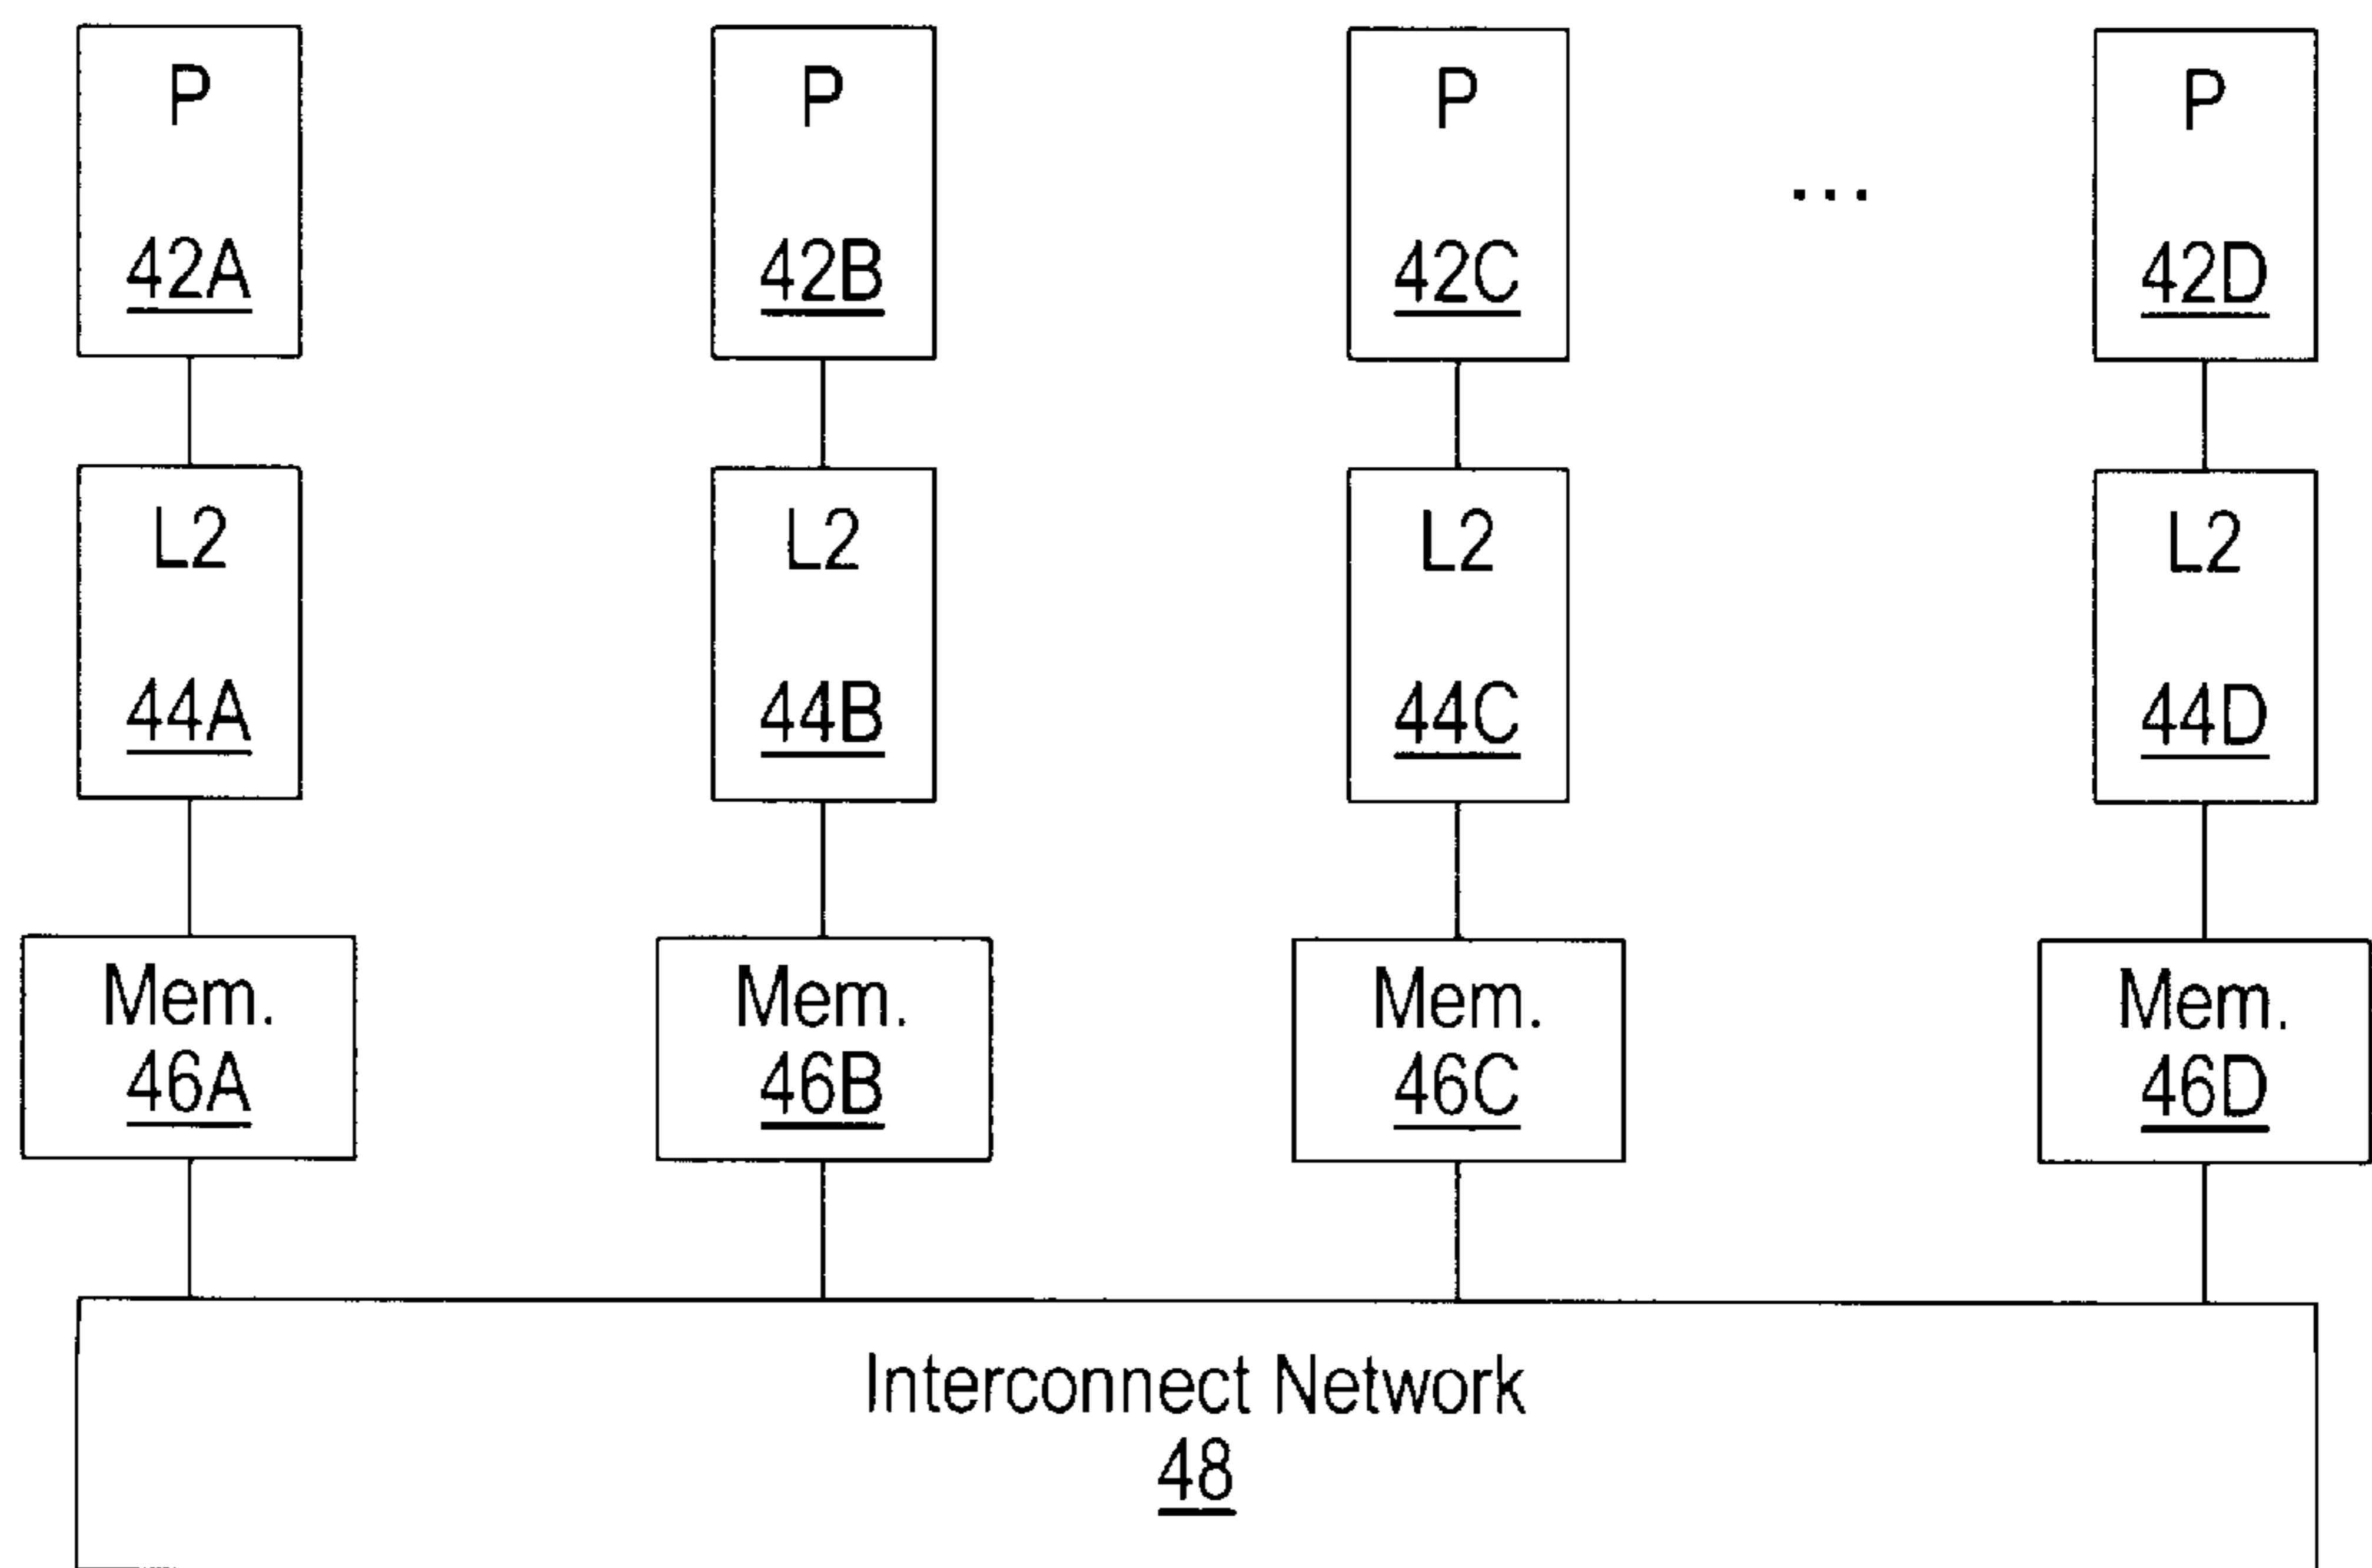 P P P P
...
42A 42B 42C 42D
L2 L2 L2 L2
44A 44B 44C 44D
Mem. Mem. Mem. Mem.
46A 46B 46C 46D
Interconnect Network
48